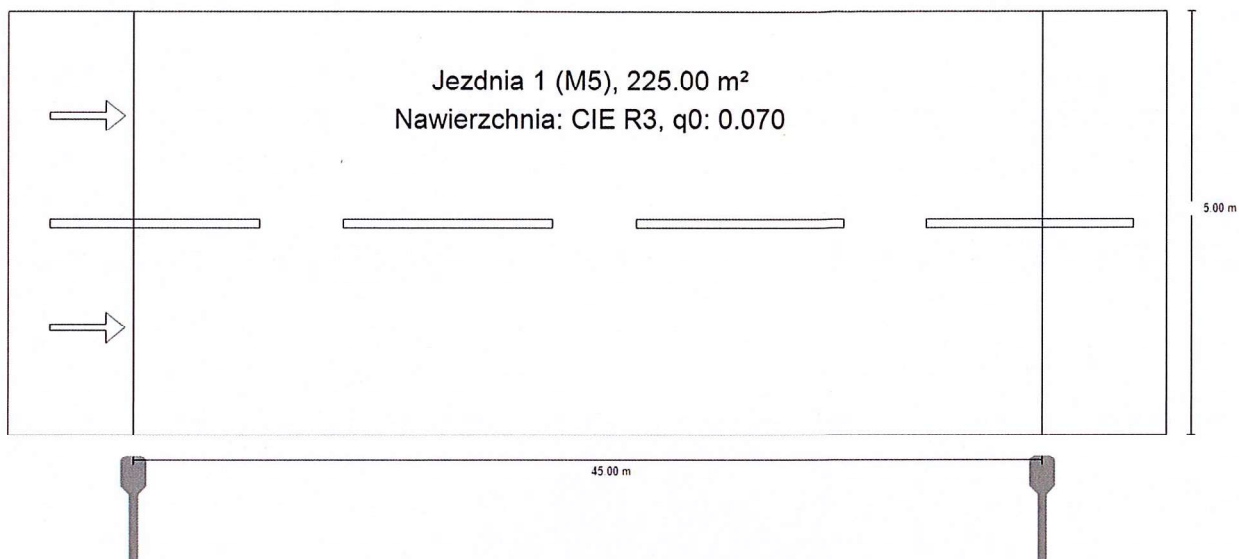 Jezdnia 1 (M5), 225.00 m²
Nawierzchnia: CIE R3, q0: 0.070
5.00 m
45.00 m